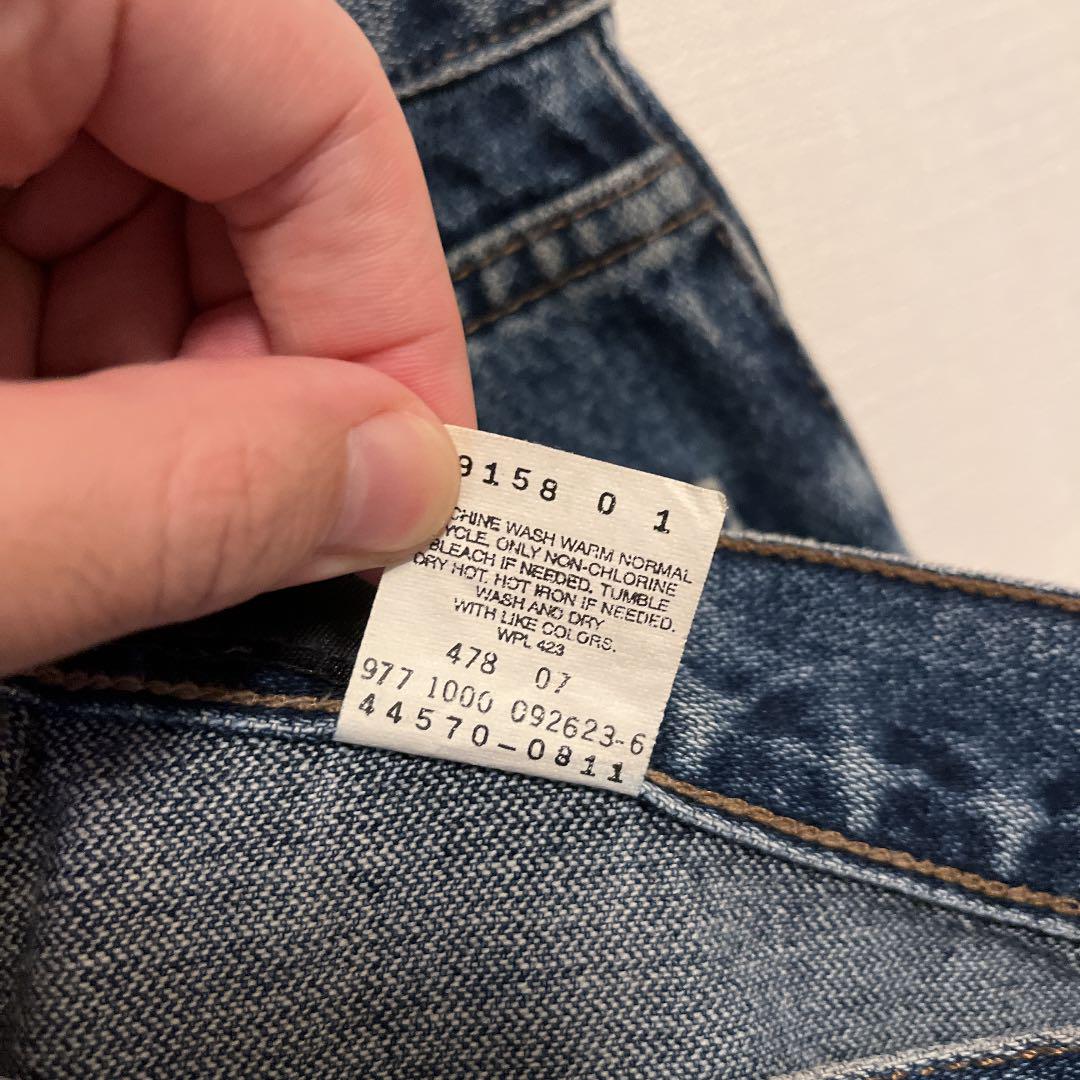 9158 0 1
CHINE WASH WARM NORMAL
YCLE, ONLY NON-CHLORINE
BLEACH IF NEEDED, TUMBLE
DRY HOT, HOT IRON IF NEEDED.
WASH AND DRY
WITH LIKE COLORS.
WPL 423
478 07
977 1000 092623-6
44570-0811